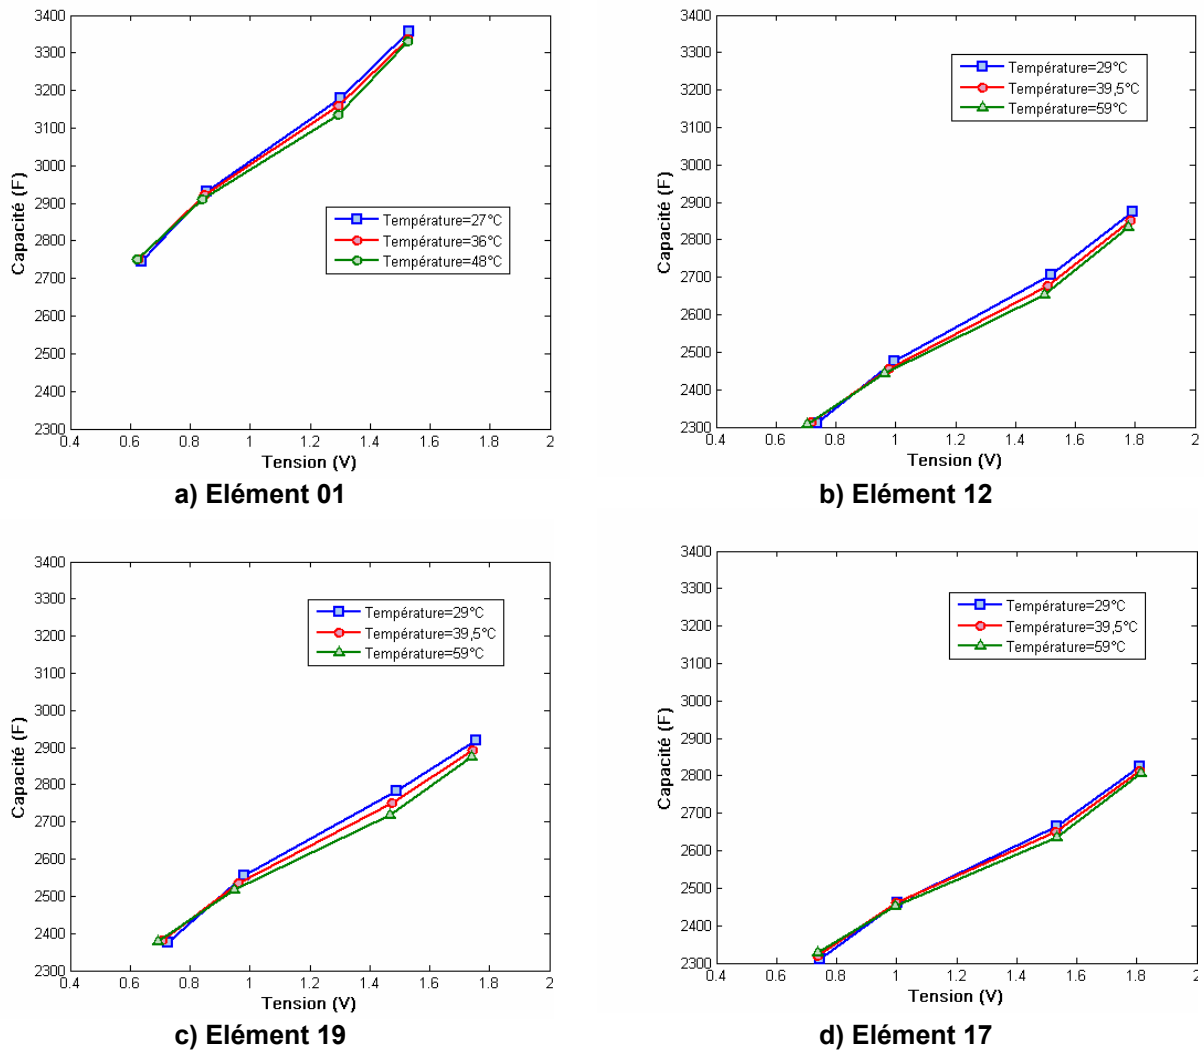 3400
3300
3200
3100
3000
2900
2800
2700
2600
2500
2400
2300
Capacité (F)
Température=27°C
Température=36°C
Température=48°C
0.4 0.6 0.8 1 1.2 1.4 1.6 1.8 2
Tension (V)
a) Elément 01
3400
3300
3200
3100
3000
2900
2800
2700
2600
2500
2400
2300
Capacité (F)
Température=29°C
Température=39,5°C
Température=59°C
0.4 0.6 0.8 1 1.2 1.4 1.6 1.8 2
Tension (V)
b) Elément 12
3400
3300
3200
3100
3000
2900
2800
2700
2600
2500
2400
2300
Capacité (F)
Température=29°C
Température=39,5°C
Température=59°C
0.4 0.6 0.8 1 1.2 1.4 1.6 1.8 2
Tension (V)
c) Elément 19
3400
3300
3200
3100
3000
2900
2800
2700
2600
2500
2400
2300
Capacité (F)
Température=29°C
Température=39,5°C
Température=59°C
0.4 0.6 0.8 1 1.2 1.4 1.6 1.8 2
Tension (V)
d) Elément 17